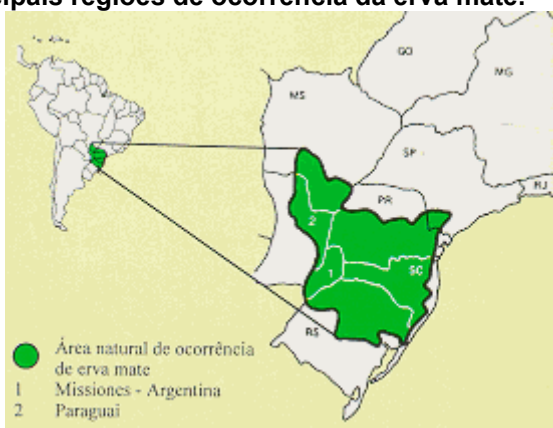 cipais regiões de ocorrência da erva mate.
GO
MG
MS
SP
RJ
PR
2
1
SC
RS
Área natural de ocorrência
de erva mate
1 Missiones - Argentina
2 Paraguai